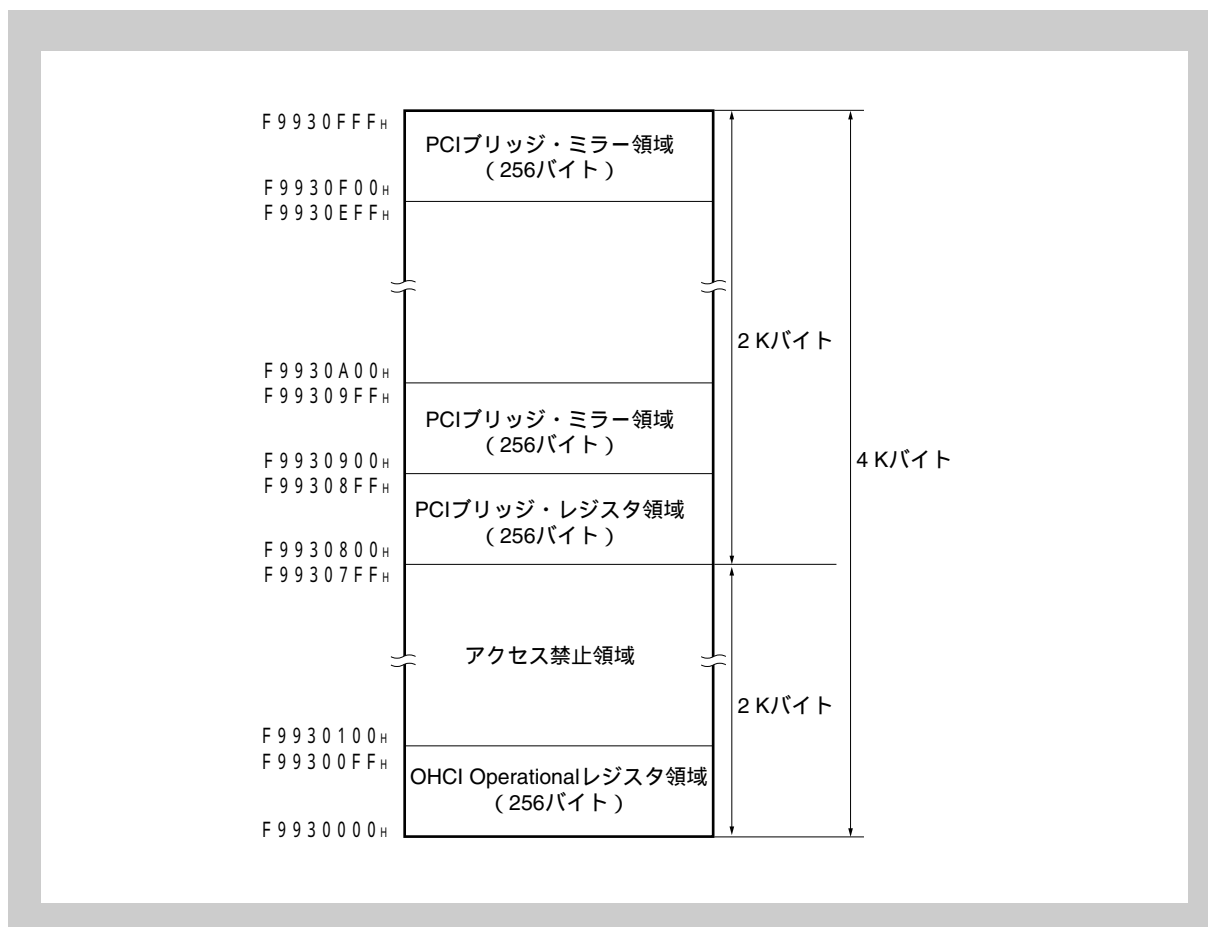 F9930FFFH
PCIブリッジ・ミラー領域
(256バイト)
F9930F00H
F9930EFFH
2 Kバイト
F9930A00H
F99309FFH
PCIブリッジ・ミラー領域
(256バイト)
4 Kバイト
F9930900H
F99308FFH
PCIブリッジ・レジスタ領域
(256バイト)
F9930800H
F99307FFH
アクセス禁止領域
2 Kバイト
F9930100H
F99300FFH
OHCI Operationalレジスタ領域
(256バイト)
F9930000H